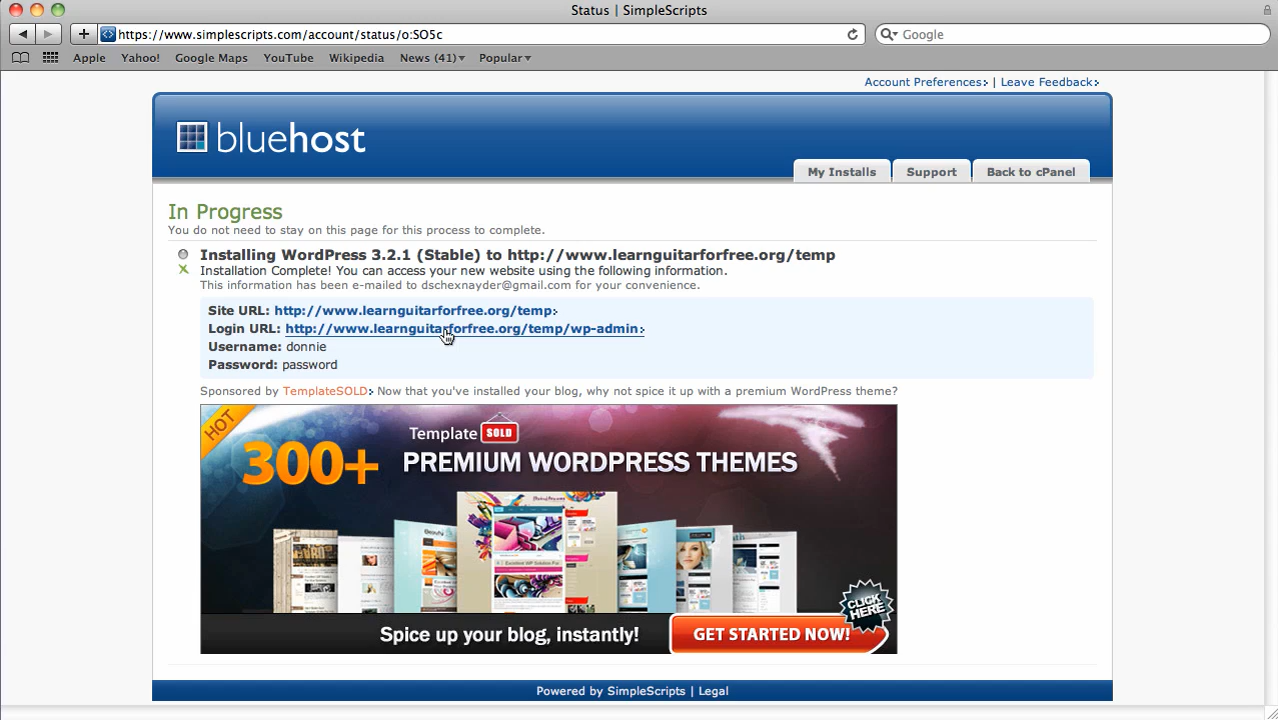 Status | SimpleScripts
https://www.simplescripts.com/account/status/o:SO5c
Google
Apple Yahoo! Google Maps YouTube Wikipedia News (41)▾ Popular▾
Account Preferences | Leave Feedback
bluehost
My Installs Support Back to cPanel
In Progress
You do not need to stay on this page for this process to complete.
Installing WordPress 3.2.1 (Stable) to http://www.learnguitarforfree.org/temp
Installation Complete! You can access your new website using the following information.
This information has been e-mailed to dschexnayder@gmail.com for your convenience.
Site URL: http://www.learnguitarforfree.org/temp
Login URL: http://www.learnguitarforfree.org/temp/wp-admin
Username: donnie
Password: password
Sponsored by TemplateSOLD Now that you've installed your blog, why not spice it up with a premium WordPress theme?
HOT
Template SOLD
300+ PREMIUM WORDPRESS THEMES
CLICK HERE
Spice up your blog, instantly! GET STARTED NOW!
Powered by SimpleScripts | Legal